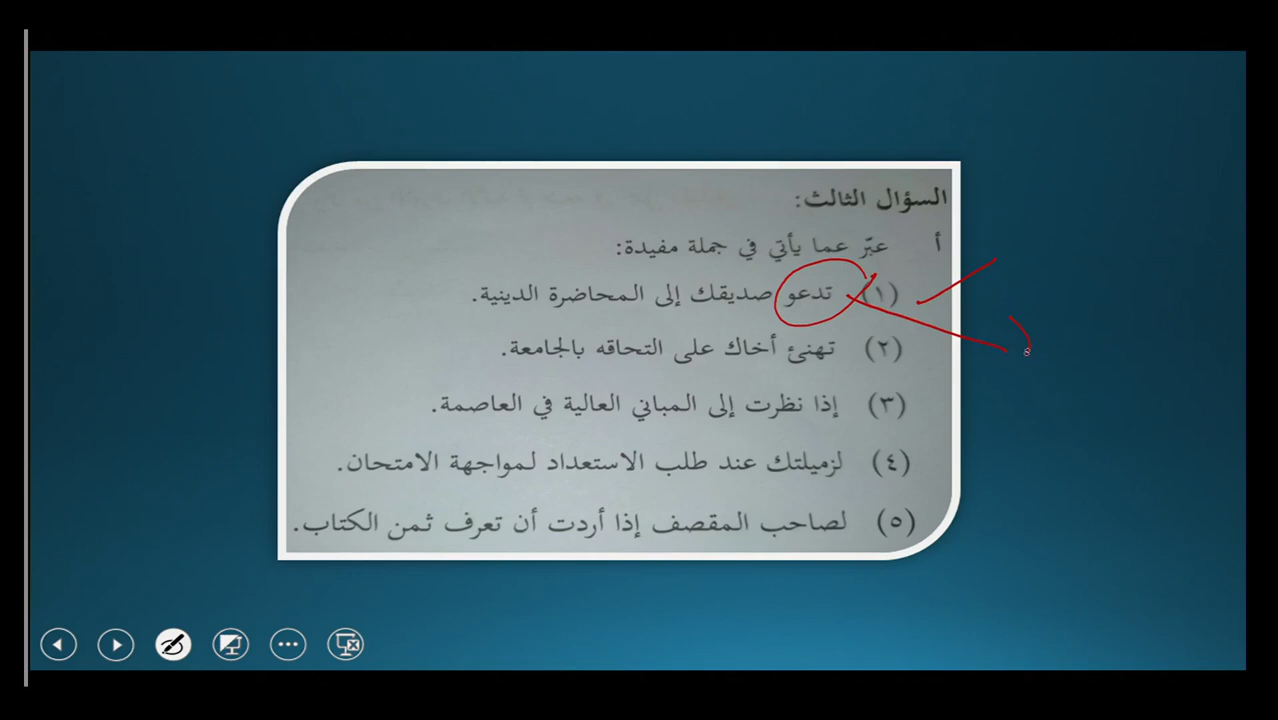 السؤال الثالث:
أ عبّر عما يأتي في جملة مفيدة:
(١) تدعو صديقك إلى المحاضرة الدينية.
(٢) تهنئ أخاك على التحاقه بالجامعة.
(٣) إذا نظرت إلى المباني العالية في العاصمة.
(٤) لزميلتك عند طلب الاستعداد لمواجهة الامتحان.
(٥) لصاحب المقصف إذا أردت أن تعرف ثمن الكتاب.